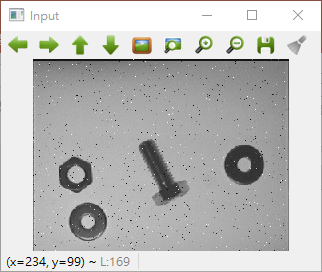 Input
(x=234, y=99) ~ L:169